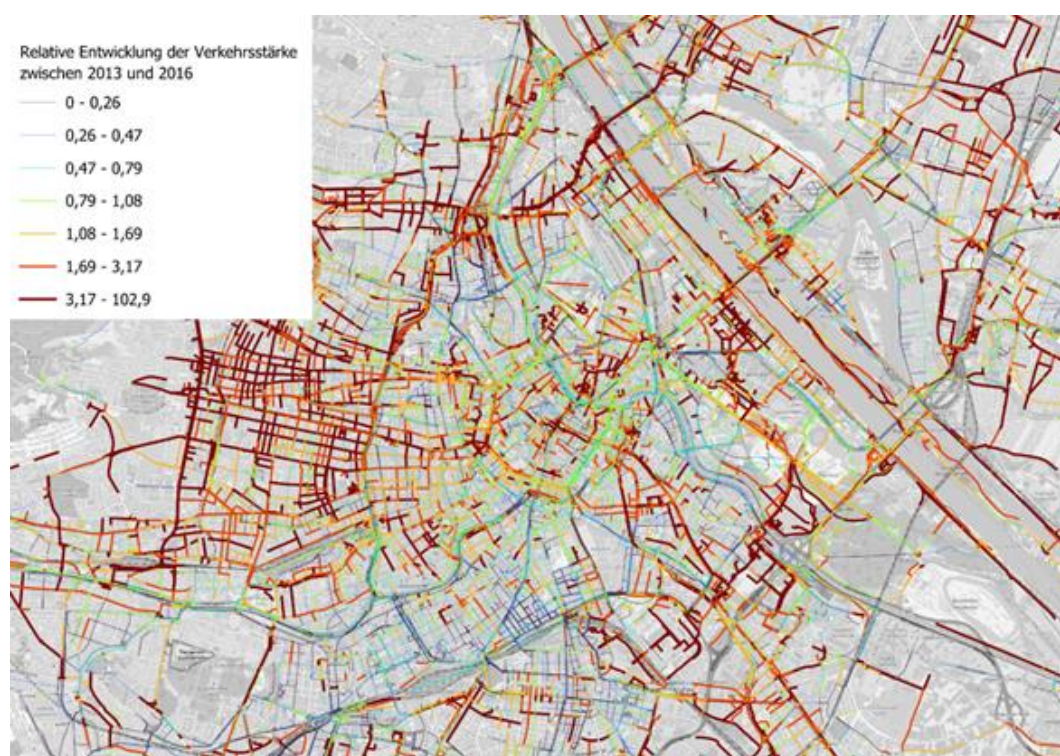 Relative Entwicklung der Verkehrsstärke
zwischen 2013 und 2016
0 - 0,26
0,26 - 0,47
0,47 - 0,79
0,79 - 1,08
1,08 - 1,69
1,69 - 3,17
3,17 - 102,9